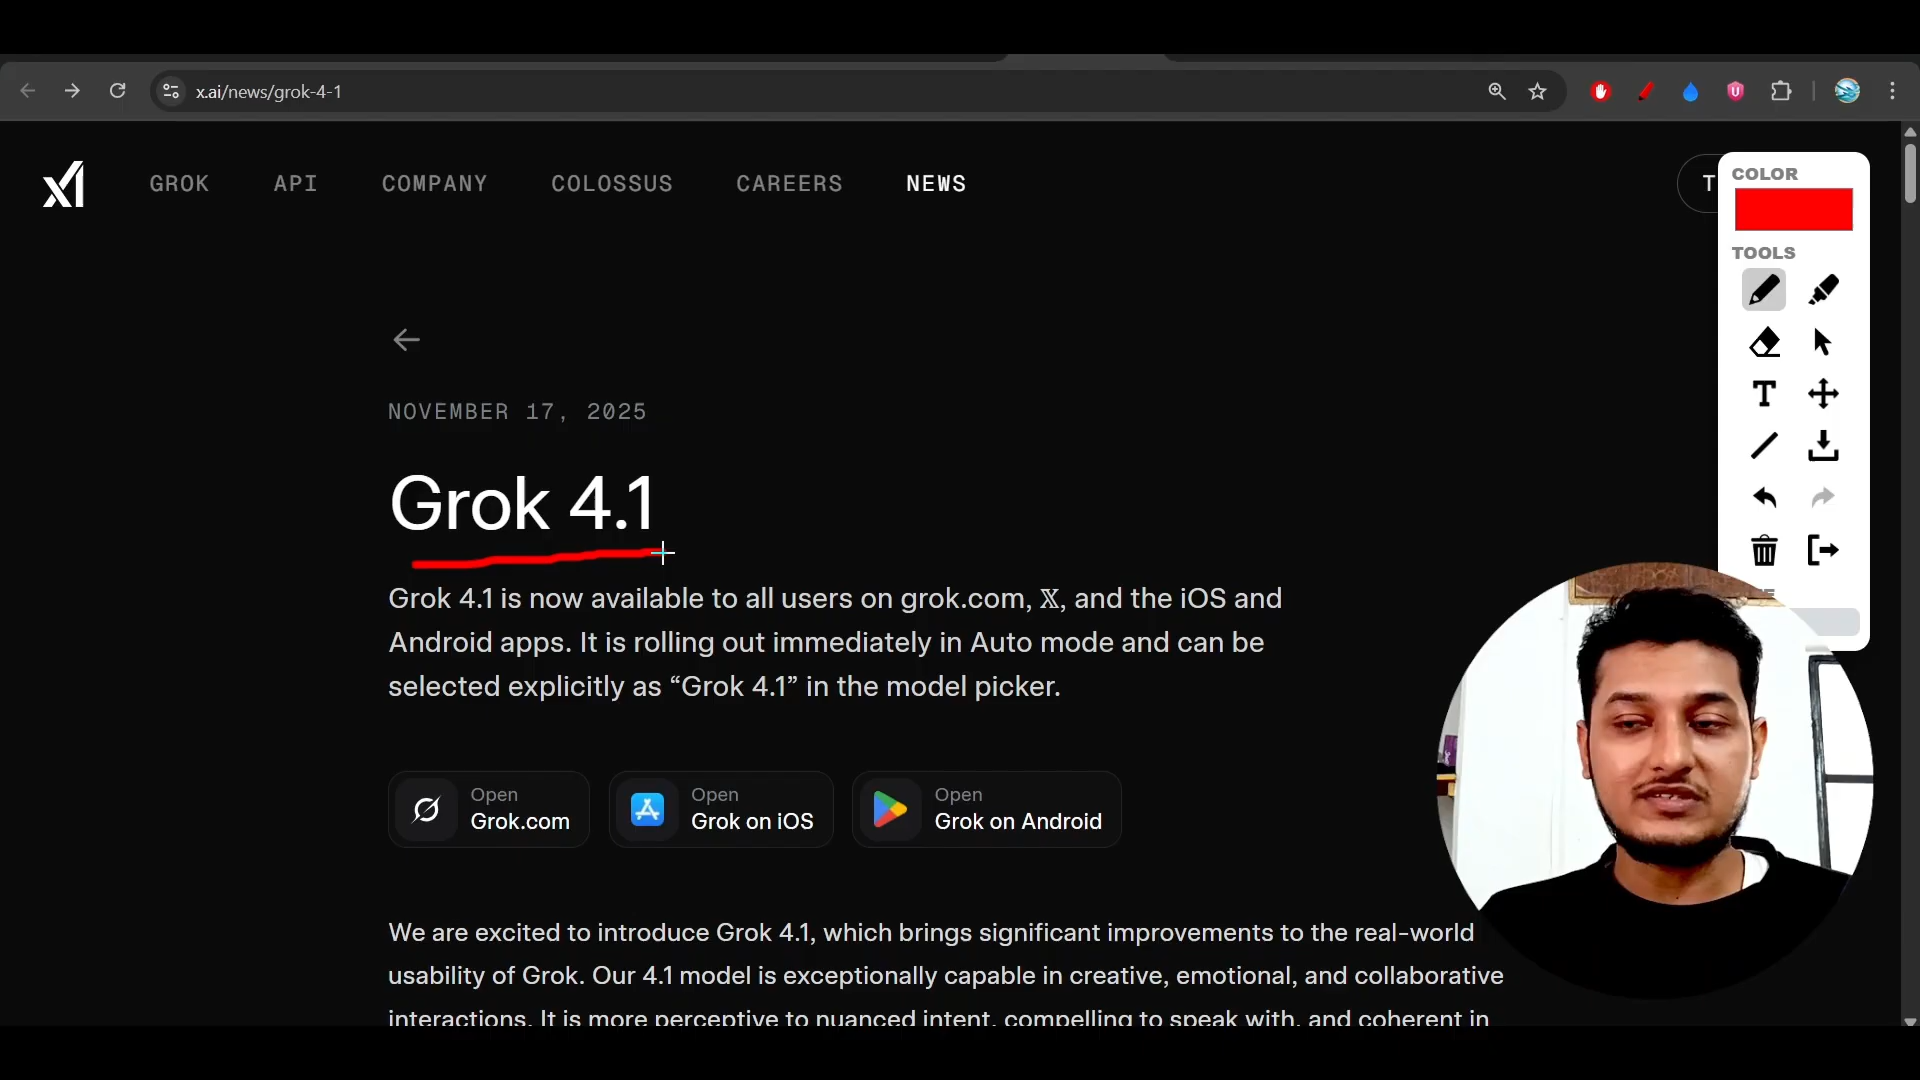 x.ai/news/grok-4-1
GROK API COMPANY COLOSSUS CAREERS NEWS
T
COLOR
TOOLS
NOVEMBER 17, 2025
Grok 4.1
Grok 4.1 is now available to all users on grok.com, 𝕏, and the iOS and
Android apps. It is rolling out immediately in Auto mode and can be
selected explicitly as “Grok 4.1” in the model picker.
Open
Grok.com
Open
Grok on iOS
Open
Grok on Android
We are excited to introduce Grok 4.1, which brings significant improvements to the real-world
usability of Grok. Our 4.1 model is exceptionally capable in creative, emotional, and collaborative
interactions. It is more perceptive to nuanced intent, compelling to speak with, and coherent in